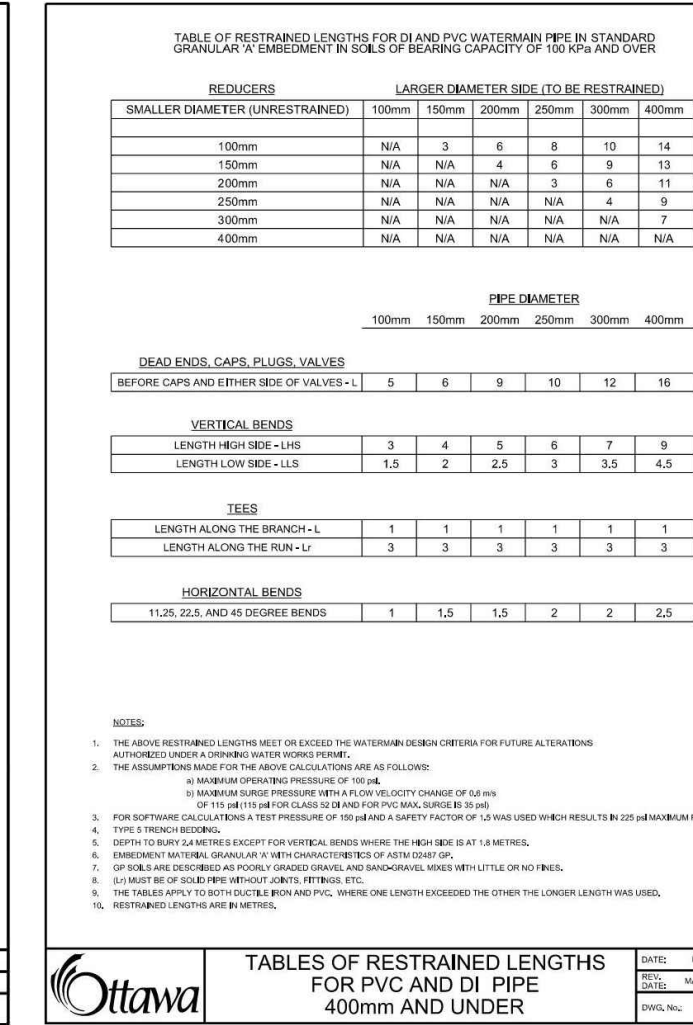 TABLE OF RESTRAINED LENGTHS FOR DI AND PVC WATERMAIN PIPE IN STANDARD
GRANULAR 'A' EMBEDMENT IN SOILS OF BEARING CAPACITY OF 100 KPa AND OVER
REDUCERS LARGER DIAMETER SIDE (TO BE RESTRAINED)
SMALLER DIAMETER (UNRESTRAINED) 100mm 150mm 200mm 250mm 300mm 400mm
100mm N/A 3 6 8 10 14
150mm N/A N/A 4 6 9 13
200mm N/A N/A N/A 3 6 11
250mm N/A N/A N/A N/A 4 9
300mm N/A N/A N/A N/A N/A 7
400mm N/A N/A N/A N/A N/A N/A
PIPE DIAMETER
100mm 150mm 200mm 250mm 300mm 400mm
DEAD ENDS, CAPS, PLUGS, VALVES
BEFORE CAPS AND EITHER SIDE OF VALVES - L 5 6 9 10 12 16
VERTICAL BENDS
LENGTH HIGH SIDE - LHS 3 4 5 6 7 9
LENGTH LOW SIDE - LLS 1.5 2 2.5 3 3.5 4.5
TEES
LENGTH ALONG THE BRANCH - L 1 1 1 1 1 1
LENGTH ALONG THE RUN - Lr 3 3 3 3 3 3
HORIZONTAL BENDS
11.25, 22.5, AND 45 DEGREE BENDS 1 1.5 1.5 2 2 2.5
NOTES:
1. THE ABOVE RESTRAINED LENGTHS MEET OR EXCEED THE WATERMAIN DESIGN CRITERIA FOR FUTURE ALTERATIONS
AUTHORIZED UNDER A DRINKING WATER WORKS PERMIT.
2. THE ASSUMPTIONS MADE FOR THE ABOVE CALCULATIONS ARE AS FOLLOWS:
a) MAXIMUM OPERATING PRESSURE OF 100 psi.
b) MAXIMUM SURGE PRESSURE WITH A FLOW VELOCITY CHANGE OF 0.6 m/s
OF 115 psi (115 psi FOR CLASS 52 DI AND FOR PVC MAX. SURGE IS 35 psi)
3. FOR SOFTWARE CALCULATIONS A TEST PRESSURE OF 150 psi AND A SAFETY FACTOR OF 1.5 WAS USED WHICH RESULTS IN 225 psi MAXIMUM
4. TYPE 5 TRENCH BEDDING.
5. DEPTH TO BURY 2.4 METRES EXCEPT FOR VERTICAL BENDS WHERE THE HIGH SIDE IS AT 1.8 METRES.
6. EMBEDMENT MATERIAL GRANULAR 'A' WITH CHARACTERISTICS OF ASTM D2487 GP.
7. GP SOILS ARE DESCRIBED AS POORLY GRADED GRAVEL AND SAND-GRAVEL MIXES WITH LITTLE OR NO FINES.
8. (Lr) MUST BE OF SOLID PIPE WITHOUT JOINTS, FITTINGS, ETC.
9. THE TABLES APPLY TO BOTH DUCTILE IRON AND PVC. WHERE ONE LENGTH EXCEEDED THE OTHER THE LONGER LENGTH WAS USED.
10. RESTRAINED LENGTHS ARE IN METRES.
Ottawa
TABLES OF RESTRAINED LENGTHS
FOR PVC AND DI PIPE
400mm AND UNDER
DATE:
REV.
DATE:
DWG. No.: